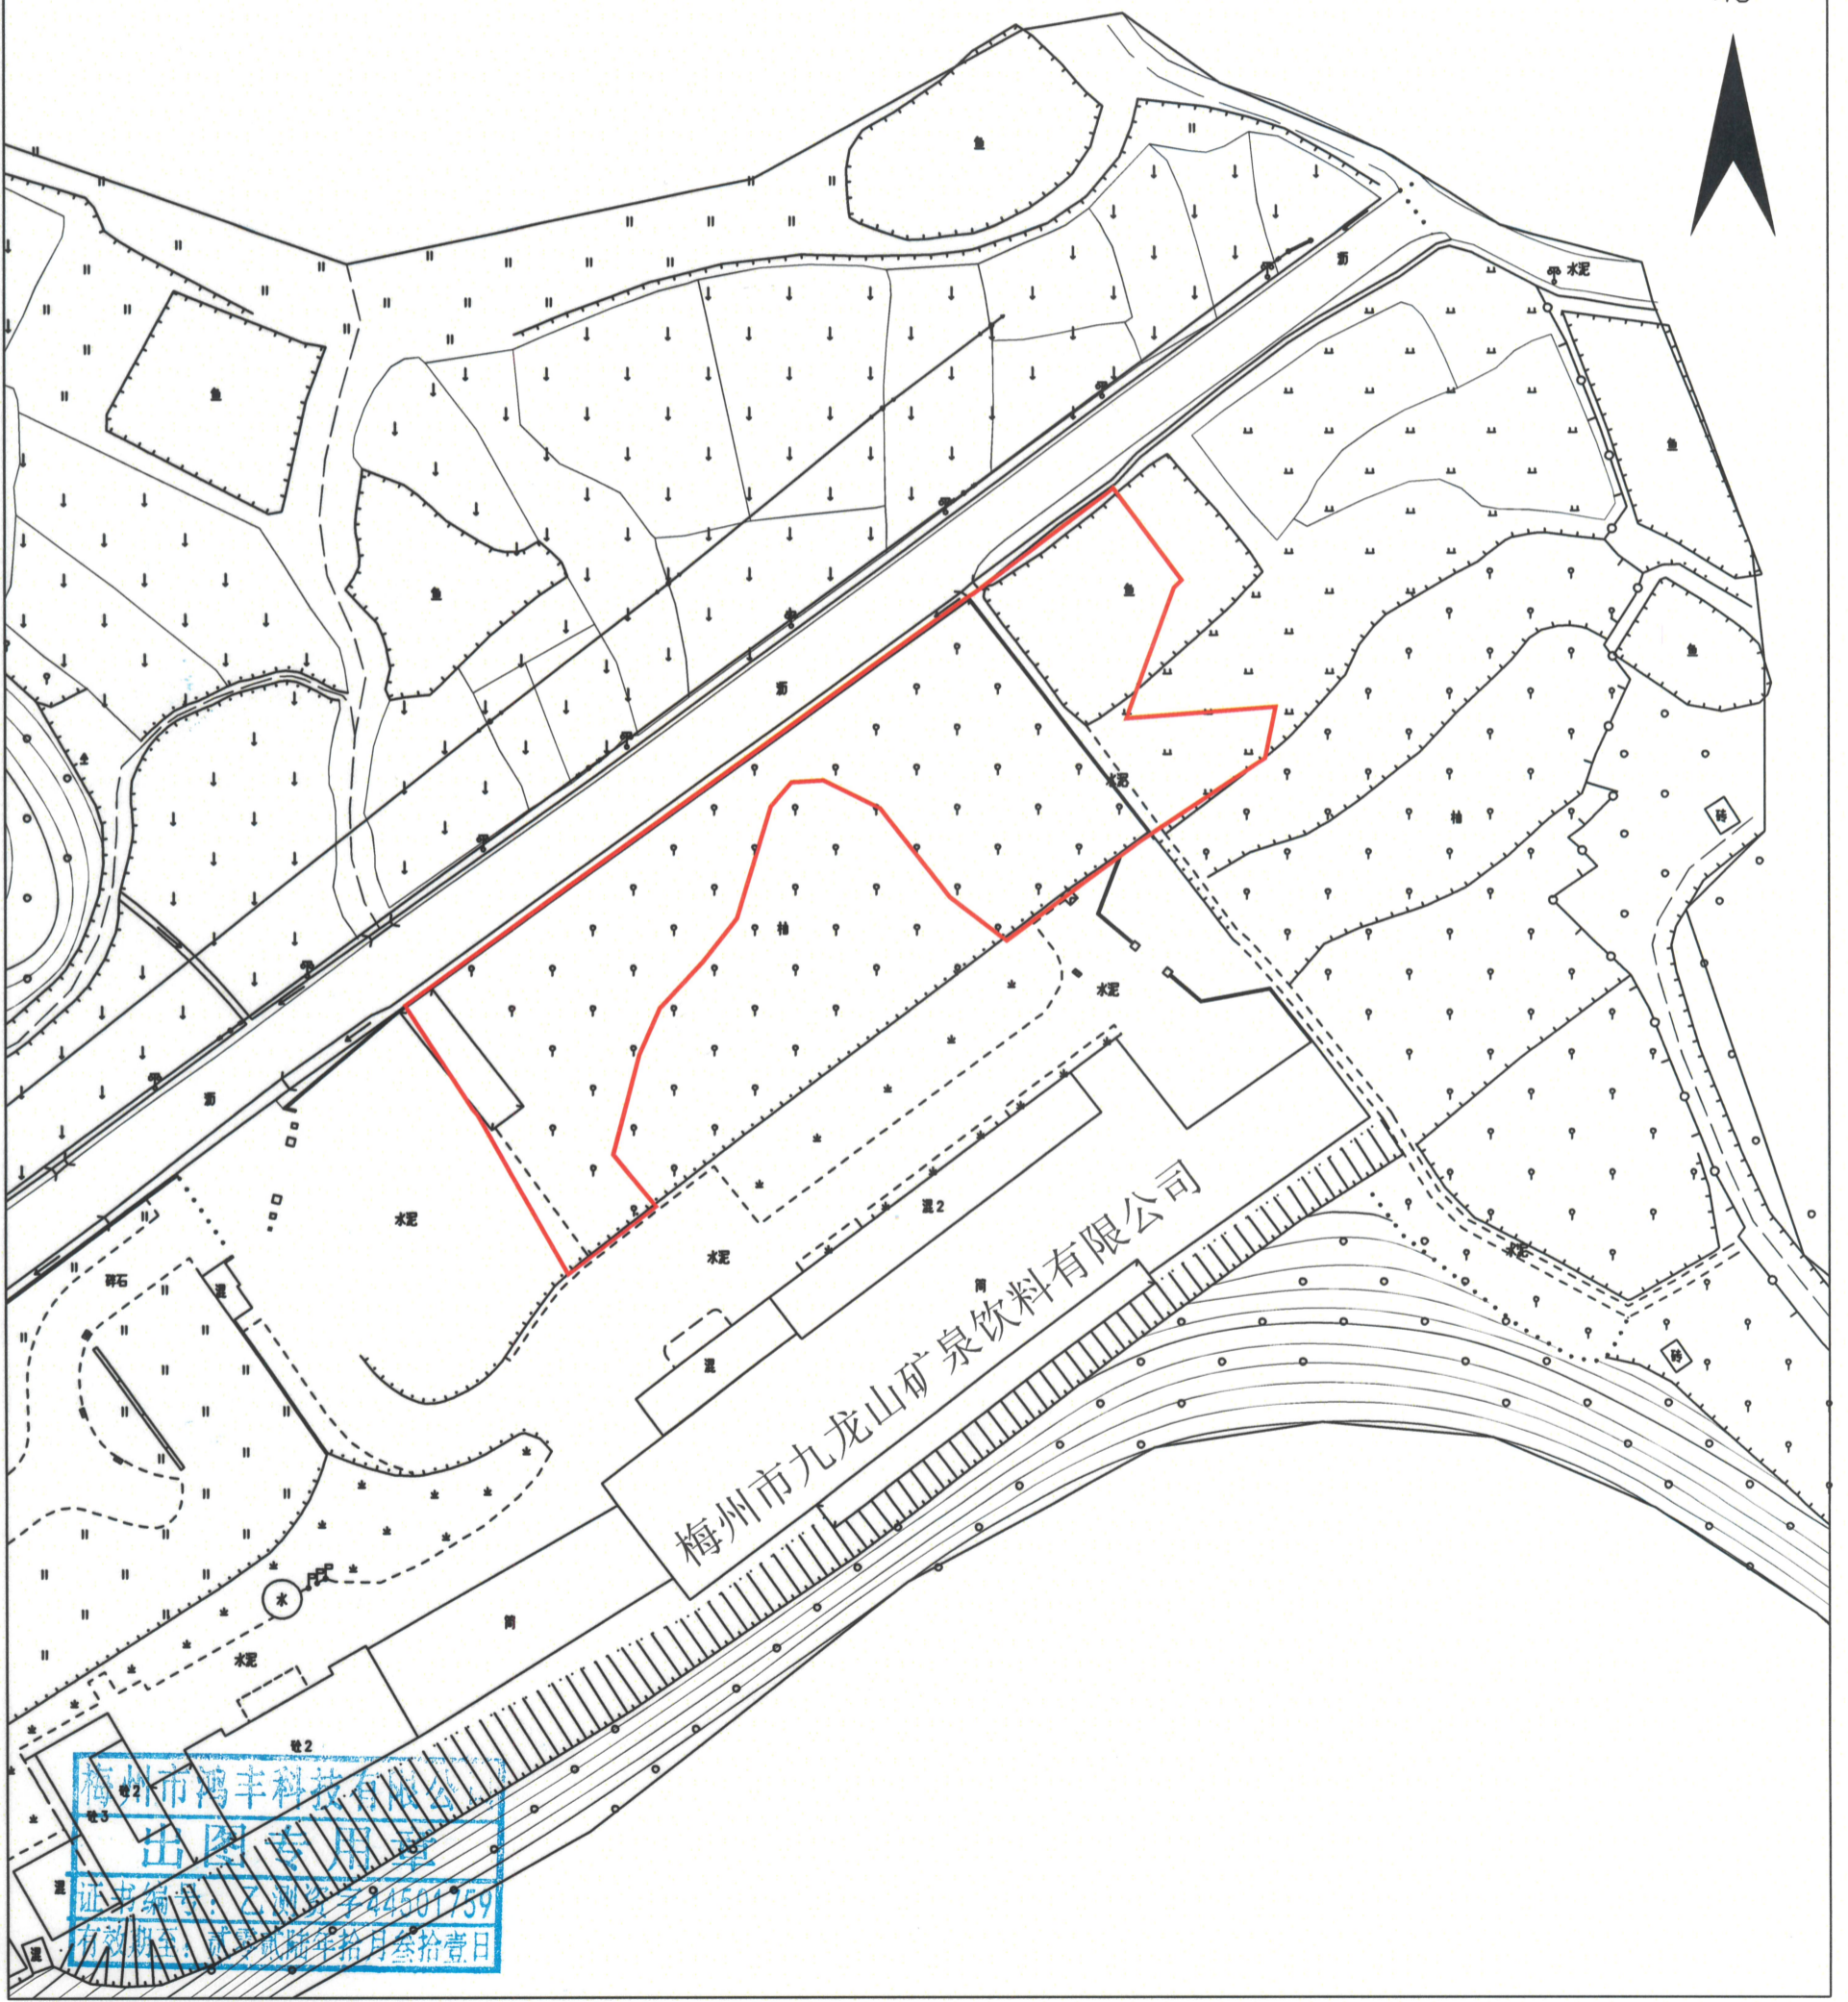 北
鱼
水泥
沥
鱼
鱼
鱼
鱼
鱼
沥
水泥
柚
砖
柚
水泥
沥
混2
水泥
水泥
水泥
碎石
混
简
砖
混
梅州市九龙山矿泉饮料有限公司
水
简
水泥
砼2
砼2
砼3
混
混
梅州市鸿丰科技有限公司
出图专用章
证书编号：乙测资字44501759
有效期至：贰零贰陆年拾月叁拾壹日